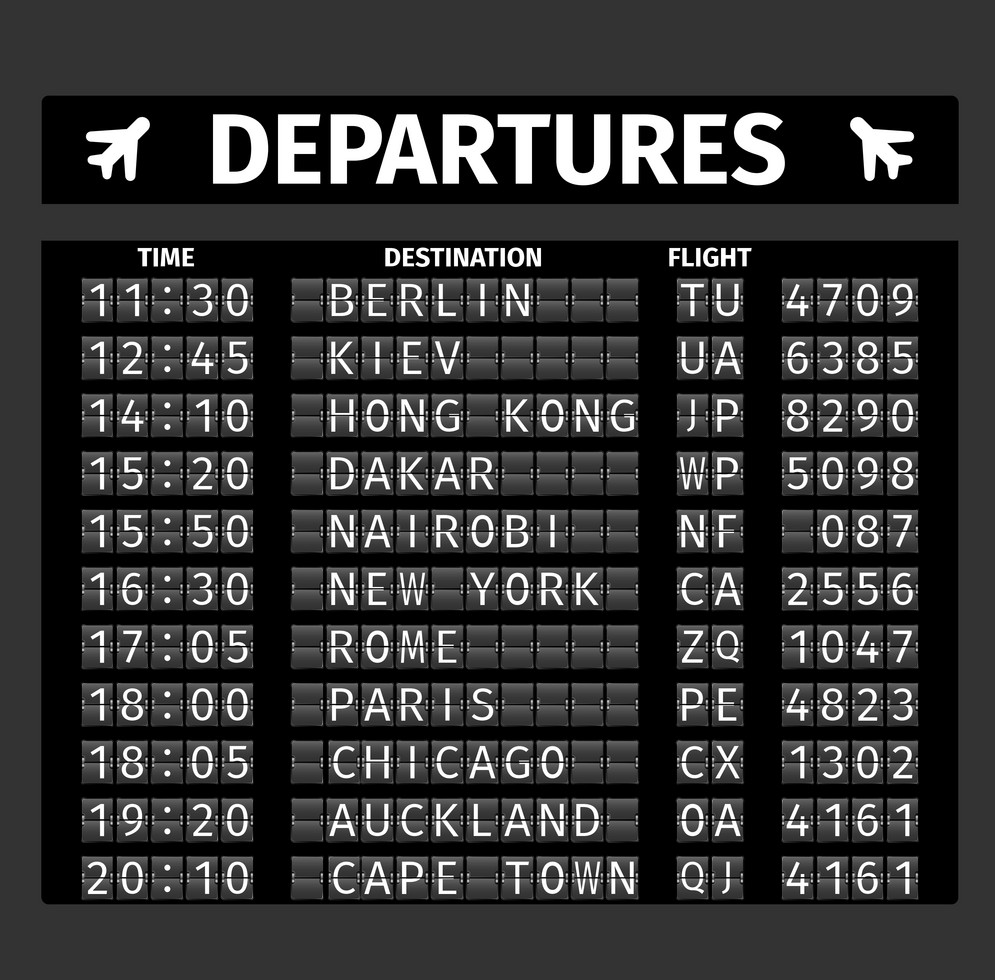 DEPARTURES
TIME DESTINATION FLIGHT
11:30 BERLIN TU 4709
12:45 KIEV UA 6385
14:10 HONG KONG JP 8290
15:20 DAKAR WP 5098
15:50 NAIROBI NF 087
16:30 NEW YORK CA 2556
17:05 ROME ZQ 1047
18:00 PARIS PE 4823
18:05 CHICAGO CX 1302
19:20 AUCKLAND OA 4161
20:10 CAPE TOWN QJ 4161